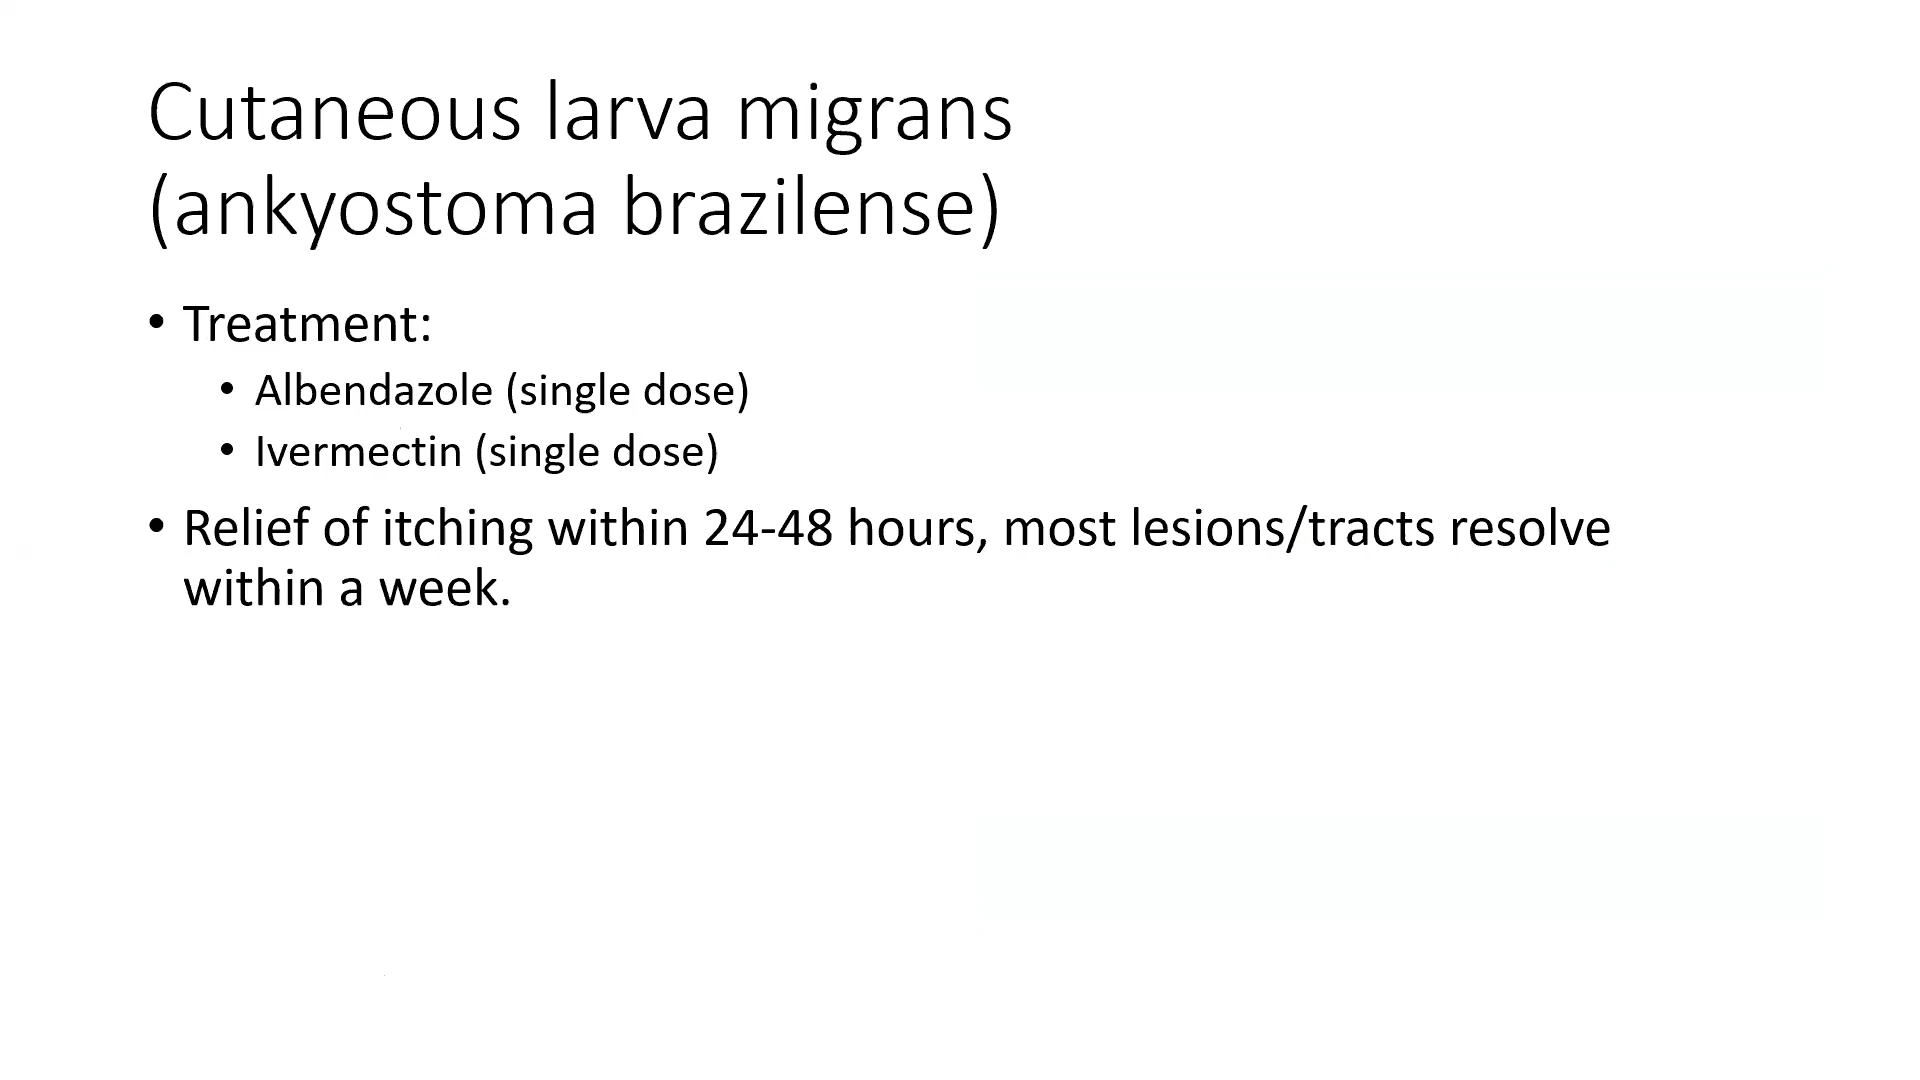 Cutaneous larva migrans
(ankyostoma brazilense)
• Treatment:
• Albendazole (single dose)
• Ivermectin (single dose)
• Relief of itching within 24-48 hours, most lesions/tracts resolve
within a week.